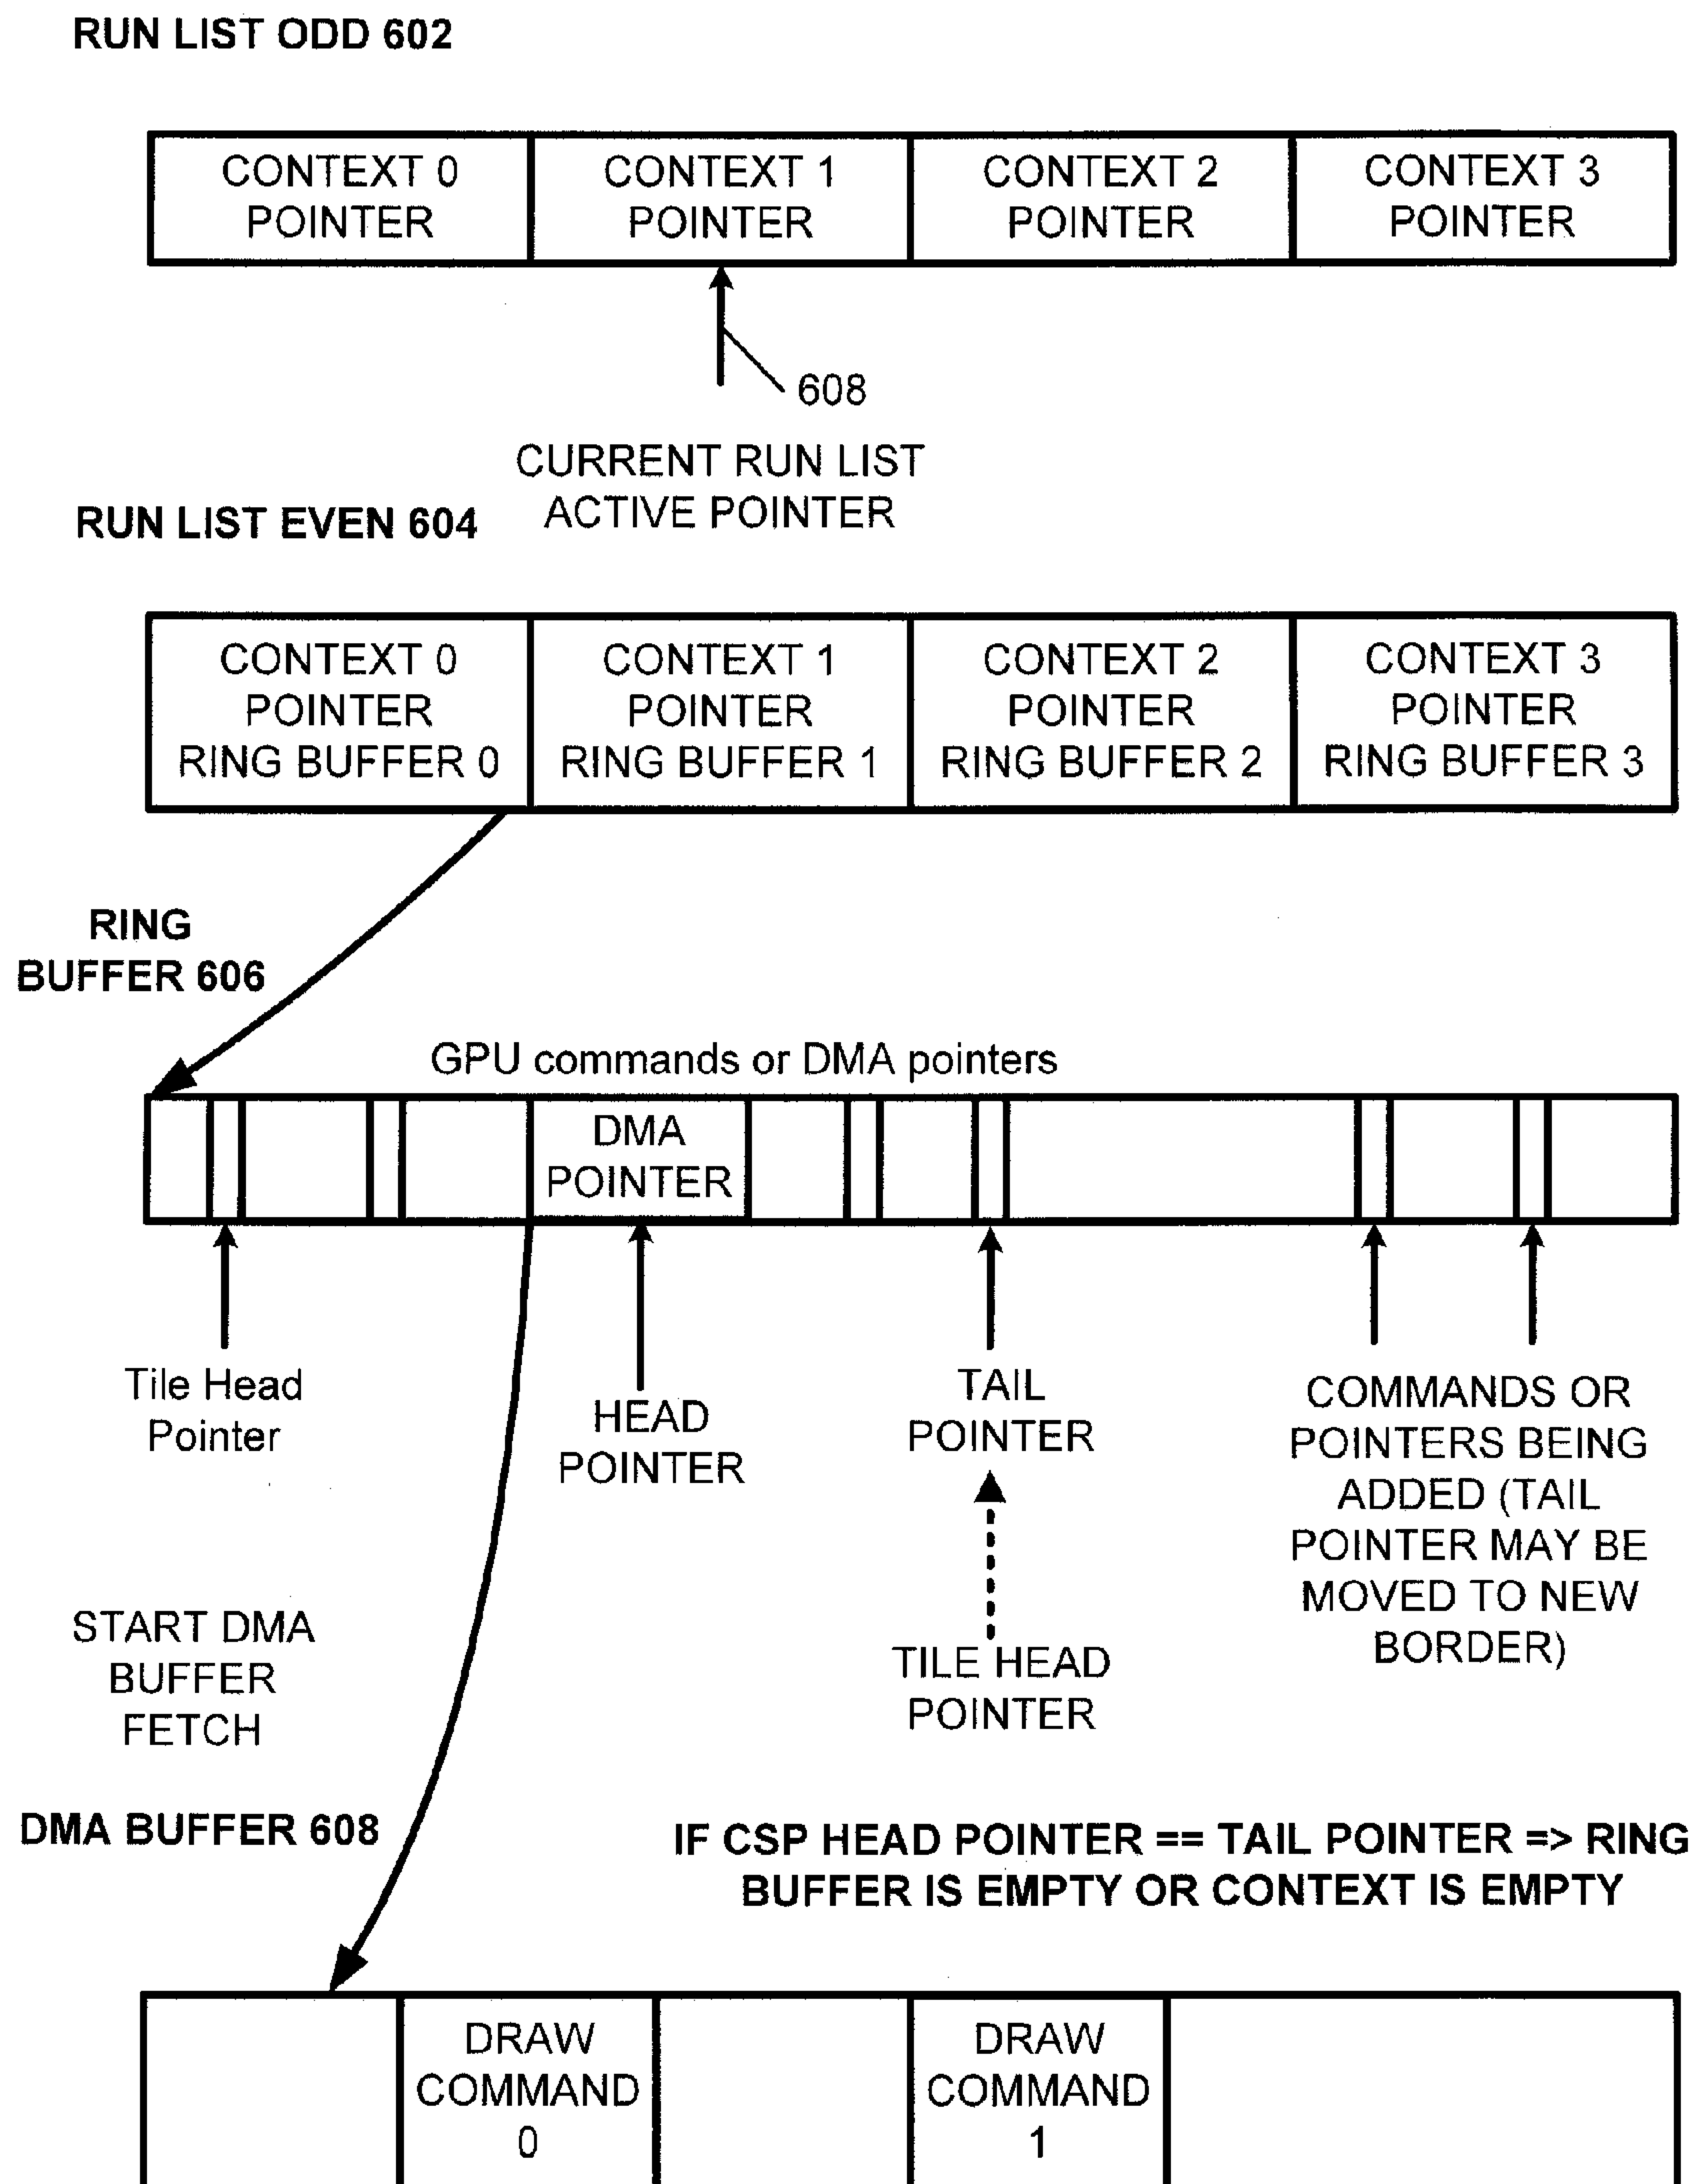 RUN LIST ODD 602
CONTEXT 0
POINTER
CONTEXT 1
POINTER
CONTEXT 2
POINTER
CONTEXT 3
POINTER
608
CURRENT RUN LIST
ACTIVE POINTER
RUN LIST EVEN 604
CONTEXT 0
POINTER
RING BUFFER 0
CONTEXT 1
POINTER
RING BUFFER 1
CONTEXT 2
POINTER
RING BUFFER 2
CONTEXT 3
POINTER
RING BUFFER 3
RING
BUFFER 606
GPU commands or DMA pointers
DMA
POINTER
Tile Head
Pointer
HEAD
POINTER
TAIL
POINTER
TILE HEAD
POINTER
COMMANDS OR
POINTERS BEING
ADDED (TAIL
POINTER MAY BE
MOVED TO NEW
BORDER)
START DMA
BUFFER
FETCH
DMA BUFFER 608
IF CSP HEAD POINTER == TAIL POINTER => RING
BUFFER IS EMPTY OR CONTEXT IS EMPTY
DRAW
COMMAND
0
DRAW
COMMAND
1